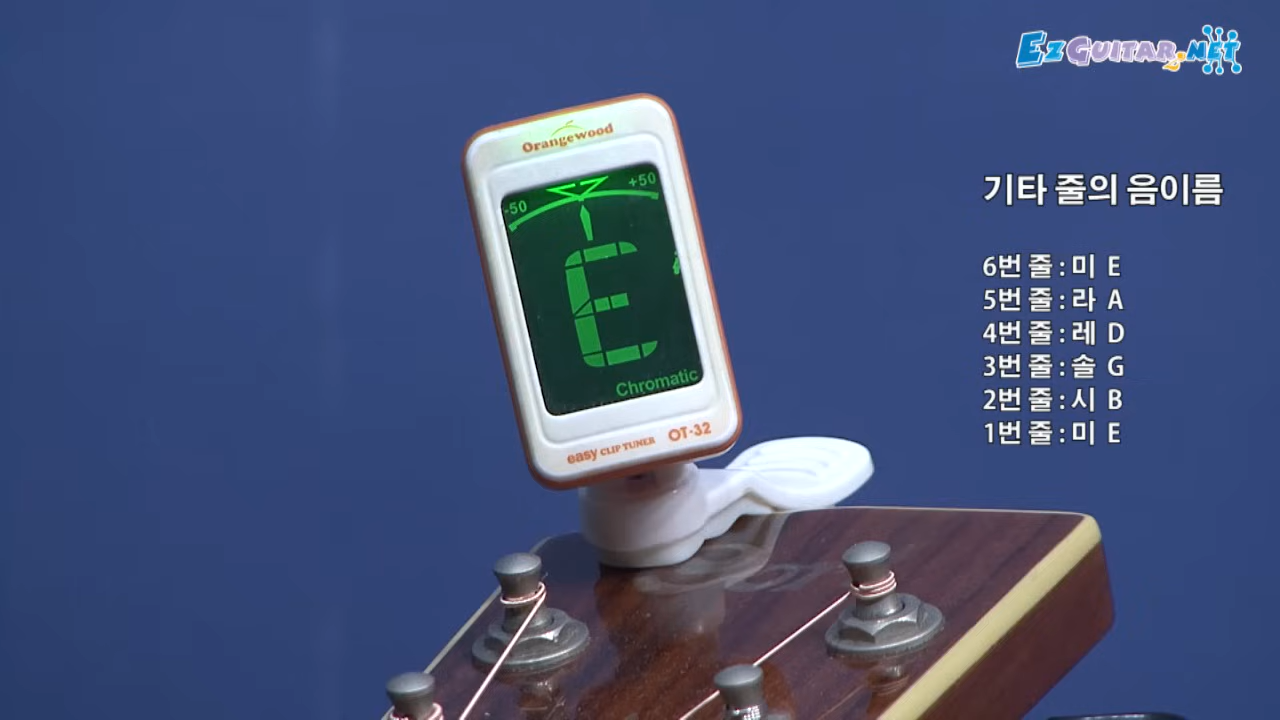 EzGuitar.net
Orangewood
-50 +50
E
Chromatic
easy CLIP TUNER OT-32
기타 줄의 음이름
6번 줄 : 미 E
5번 줄 : 라 A
4번 줄 : 레 D
3번 줄 : 솔 G
2번 줄 : 시 B
1번 줄 : 미 E